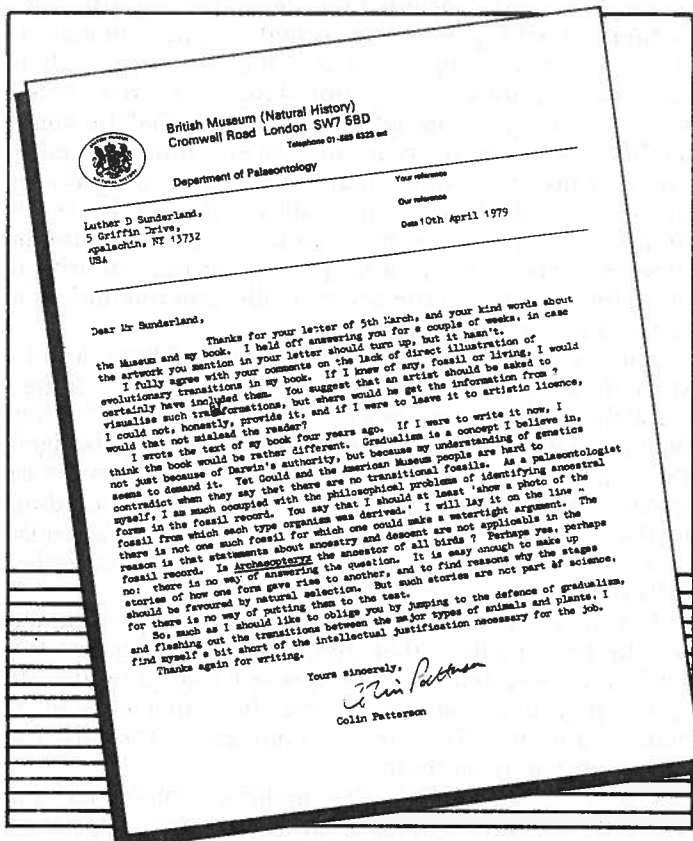 British Museum (Natural History)
Cromwell Road London SW7 5BD
Telephone 01-589 6323 ext
Department of Palaeontology
Your reference
Our reference
Date 10th April 1979
Luther D Sunderland,
5 Griffin Drive,
Apalachin, NY 13732
USA
Dear Mr Sunderland,
Thanks for your letter of 5th March, and your kind words about
the Museum and my book. I held off answering you for a couple of weeks, in case
the artwork you mention in your letter should turn up, but it hasn't.
I fully agree with your comments on the lack of direct illustration of
evolutionary transitions in my book. If I knew of any, fossil or living, I would
certainly have included them. You suggest that an artist should be asked to
visualise such transformations, but where would he get the information from ?
I could not, honestly, provide it, and if I were to leave it to artistic licence,
would that not mislead the reader?
I wrote the text of my book four years ago. If I were to write it now, I
think the book would be rather different. Gradualism is a concept I believe in,
not just because of Darwin's authority, but because my understanding of genetics
seems to demand it. Yet Gould and the American Museum people are hard to
contradict when they say thet there are no transitional fossils. As a palaeontologist
myself, I am much occupied with the philosophical problems of identifying ancestral
forms in the fossil record. You say that I should at least 'show a photo of the
fossil from which each type organism was derived.' I will lay it on the line -
there is not one such fossil for which one could make a watertight argument. The
reason is that statements about ancestry and descent are not applicable in the
fossil record. Is Archaeopteryx the ancestor of all birds ? Perhaps yes, perhaps
no: there is no way of answering the question. It is easy enough to make up
stories of how one form gave rise to another, and to find reasons why the stages
should be favoured by natural selection. But such stories are not part of science,
for there is no way of putting them to the test.
So, much as I should like to oblige you by jumping to the defence of gradualism,
and fleshing out the transitions between the major types of animals and plants, I
find myself a bit short of the intellectual justification necessary for the job.
Thanks again for writing.
Yours sincerely,
Colin Patterson
Colin Patterson